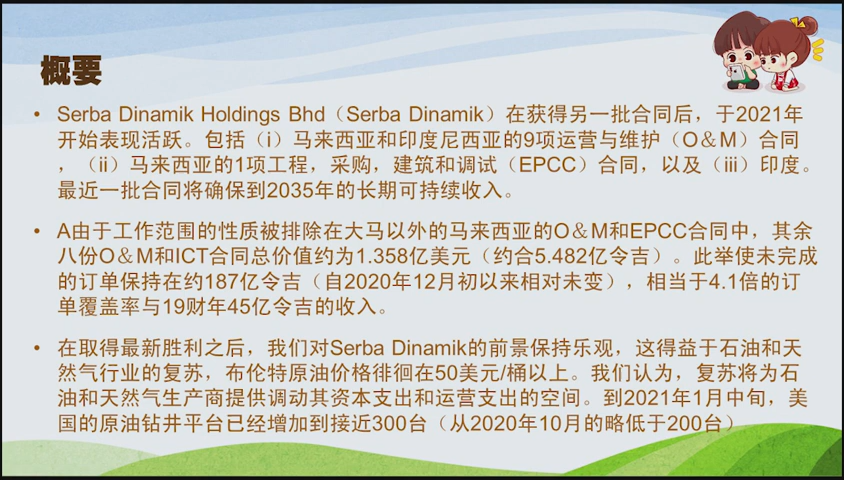 概要
• Serba Dinamik Holdings Bhd（Serba Dinamik）在获得另一批合同后，于2021年
开始表现活跃。包括（i）马来西亚和印度尼西亚的9项运营与维护（O＆M）合同
，（ii）马来西亚的1项工程，采购，建筑和调试（EPCC）合同，以及（iii）印度。
最近一批合同将确保到2035年的长期可持续收入。
• A由于工作范围的性质被排除在大马以外的马来西亚的O＆M和EPCC合同中，其余
八份O＆M和ICT合同总价值约为1.358亿美元（约合5.482亿令吉）。此举使未完成
的订单保持在约187亿令吉（自2020年12月初以来相对未变），相当于4.1倍的订
单覆盖率与19财年45亿令吉的收入。
• 在取得最新胜利之后，我们对Serba Dinamik的前景保持乐观，这得益于石油和天
然气行业的复苏，布伦特原油价格徘徊在50美元/桶以上。我们认为，复苏将为石
油和天然气生产商提供调动其资本支出和运营支出的空间。到2021年1月中旬，美
国的原油钻井平台已经增加到接近300台（从2020年10月的略低于200台）